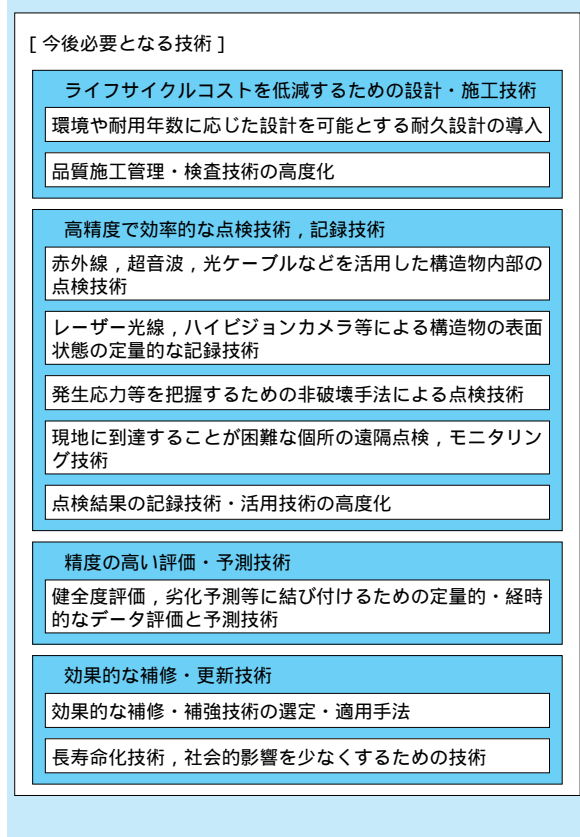 [ 今後必要となる技術 ]
ライフサイクルコストを低減するための設計・施工技術
環境や耐用年数に応じた設計を可能とする耐久設計の導入
品質施工管理・検査技術の高度化
高精度で効率的な点検技術，記録技術
赤外線，超音波，光ケーブルなどを活用した構造物内部の
点検技術
レーザー光線，ハイビジョンカメラ等による構造物の表面
状態の定量的な記録技術
発生応力等を把握するための非破壊手法による点検技術
現地に到達することが困難な個所の遠隔点検，モニタリン
グ技術
点検結果の記録技術・活用技術の高度化
精度の高い評価・予測技術
健全度評価，劣化予測等に結び付けるための定量的・経時
的なデータ評価と予測技術
効果的な補修・更新技術
効果的な補修・補強技術の選定・適用手法
長寿命化技術，社会的影響を少なくするための技術